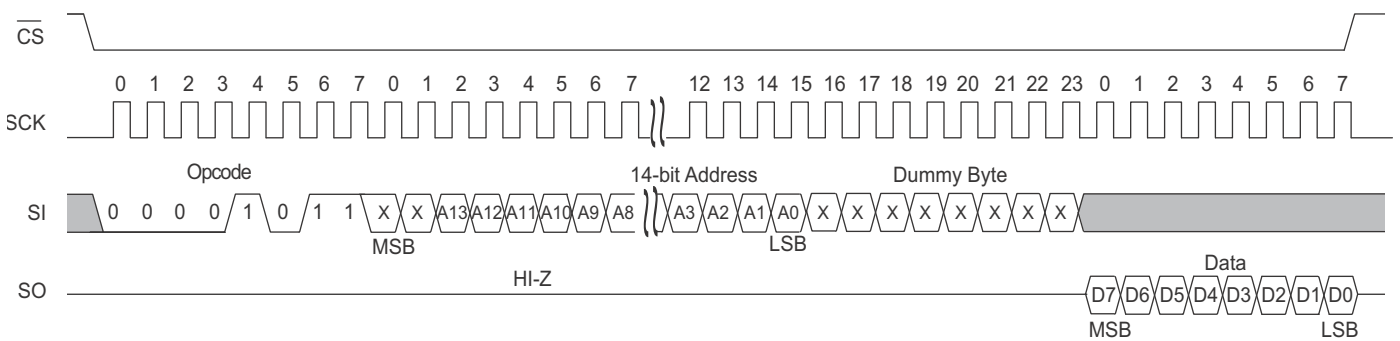 CS
0 1 2 3 4 5 6 7 0 1 2 3 4 5 6 7 12 13 14 15 16 17 18 19 20 21 22 23 0 1 2 3 4 5 6 7
SCK
Opcode 14-bit Address Dummy Byte
SI 0 0 0 0 1 0 1 1 X X A13 A12 A11 A10 A9 A8 A3 A2 A1 A0 X X X X X X X X
MSB LSB
HI-Z Data
SO D7 D6 D5 D4 D3 D2 D1 D0
MSB LSB